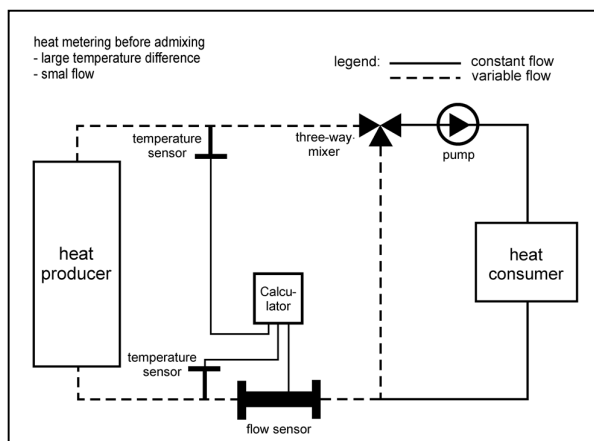 heat metering before admixing
- large temperature difference
- smal flow
legend:
constant flow
variable flow
temperature
sensor
three-way-
mixer
pump
heat
producer
heat
consumer
Calcu-
lator
temperature
sensor
flow sensor